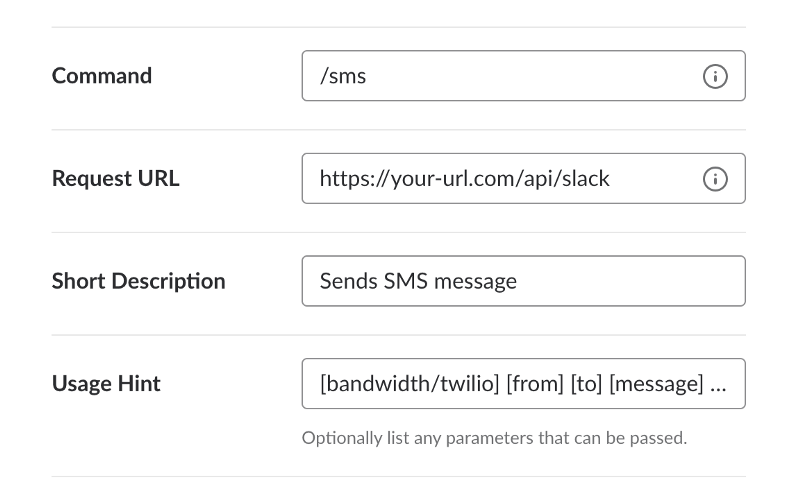 Command /sms
Request URL https://your-url.com/api/slack
Short Description Sends SMS message
Usage Hint [bandwidth/twilio] [from] [to] [message] ...
Optionally list any parameters that can be passed.